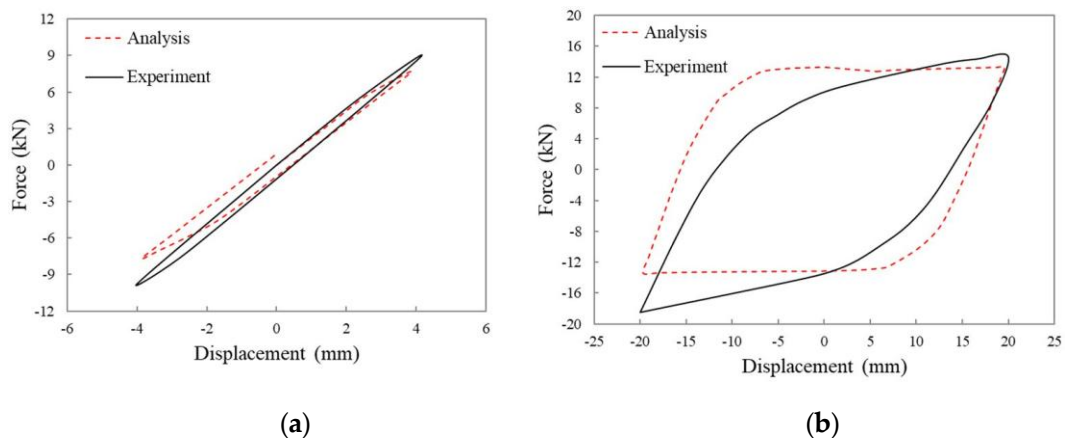 12
9
6
3
0
-3
-6
-9
-12
Force (kN)
Analysis
Experiment
-6 -4 -2 0 2 4 6
Displacement (mm)
(a)
20
16
12
8
4
0
-4
-8
-12
-16
-20
Force (kN)
Analysis
Experiment
-25 -20 -15 -10 -5 0 5 10 15 20 25
Displacement (mm)
(b)